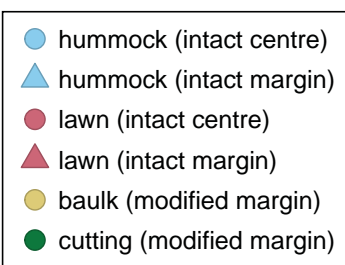 hummock (intact centre)
hummock (intact margin)
lawn (intact centre)
lawn (intact margin)
baulk (modified margin)
cutting (modified margin)